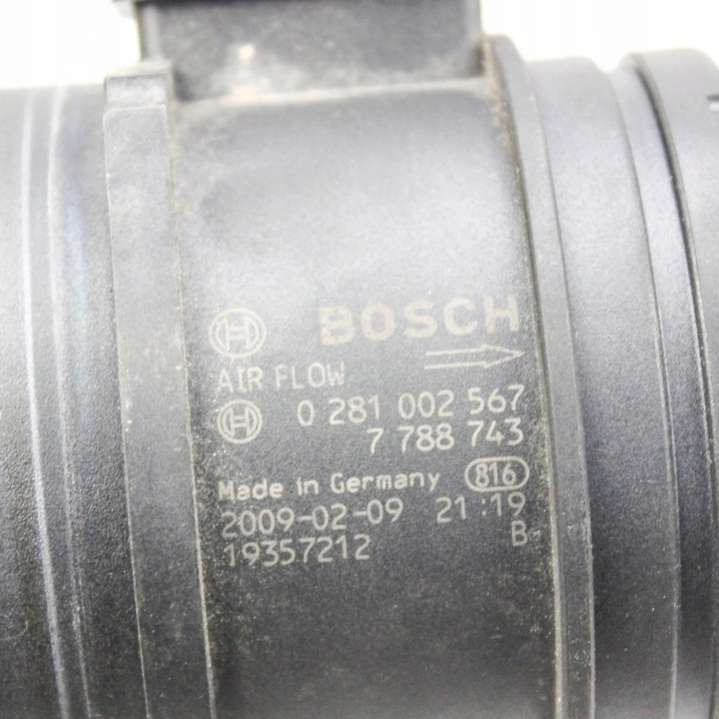 BOSCH
AIR FLOW
0 281 002 567
7 788 743
Made in Germany 816
2009-02-09 21:19
B
19357212